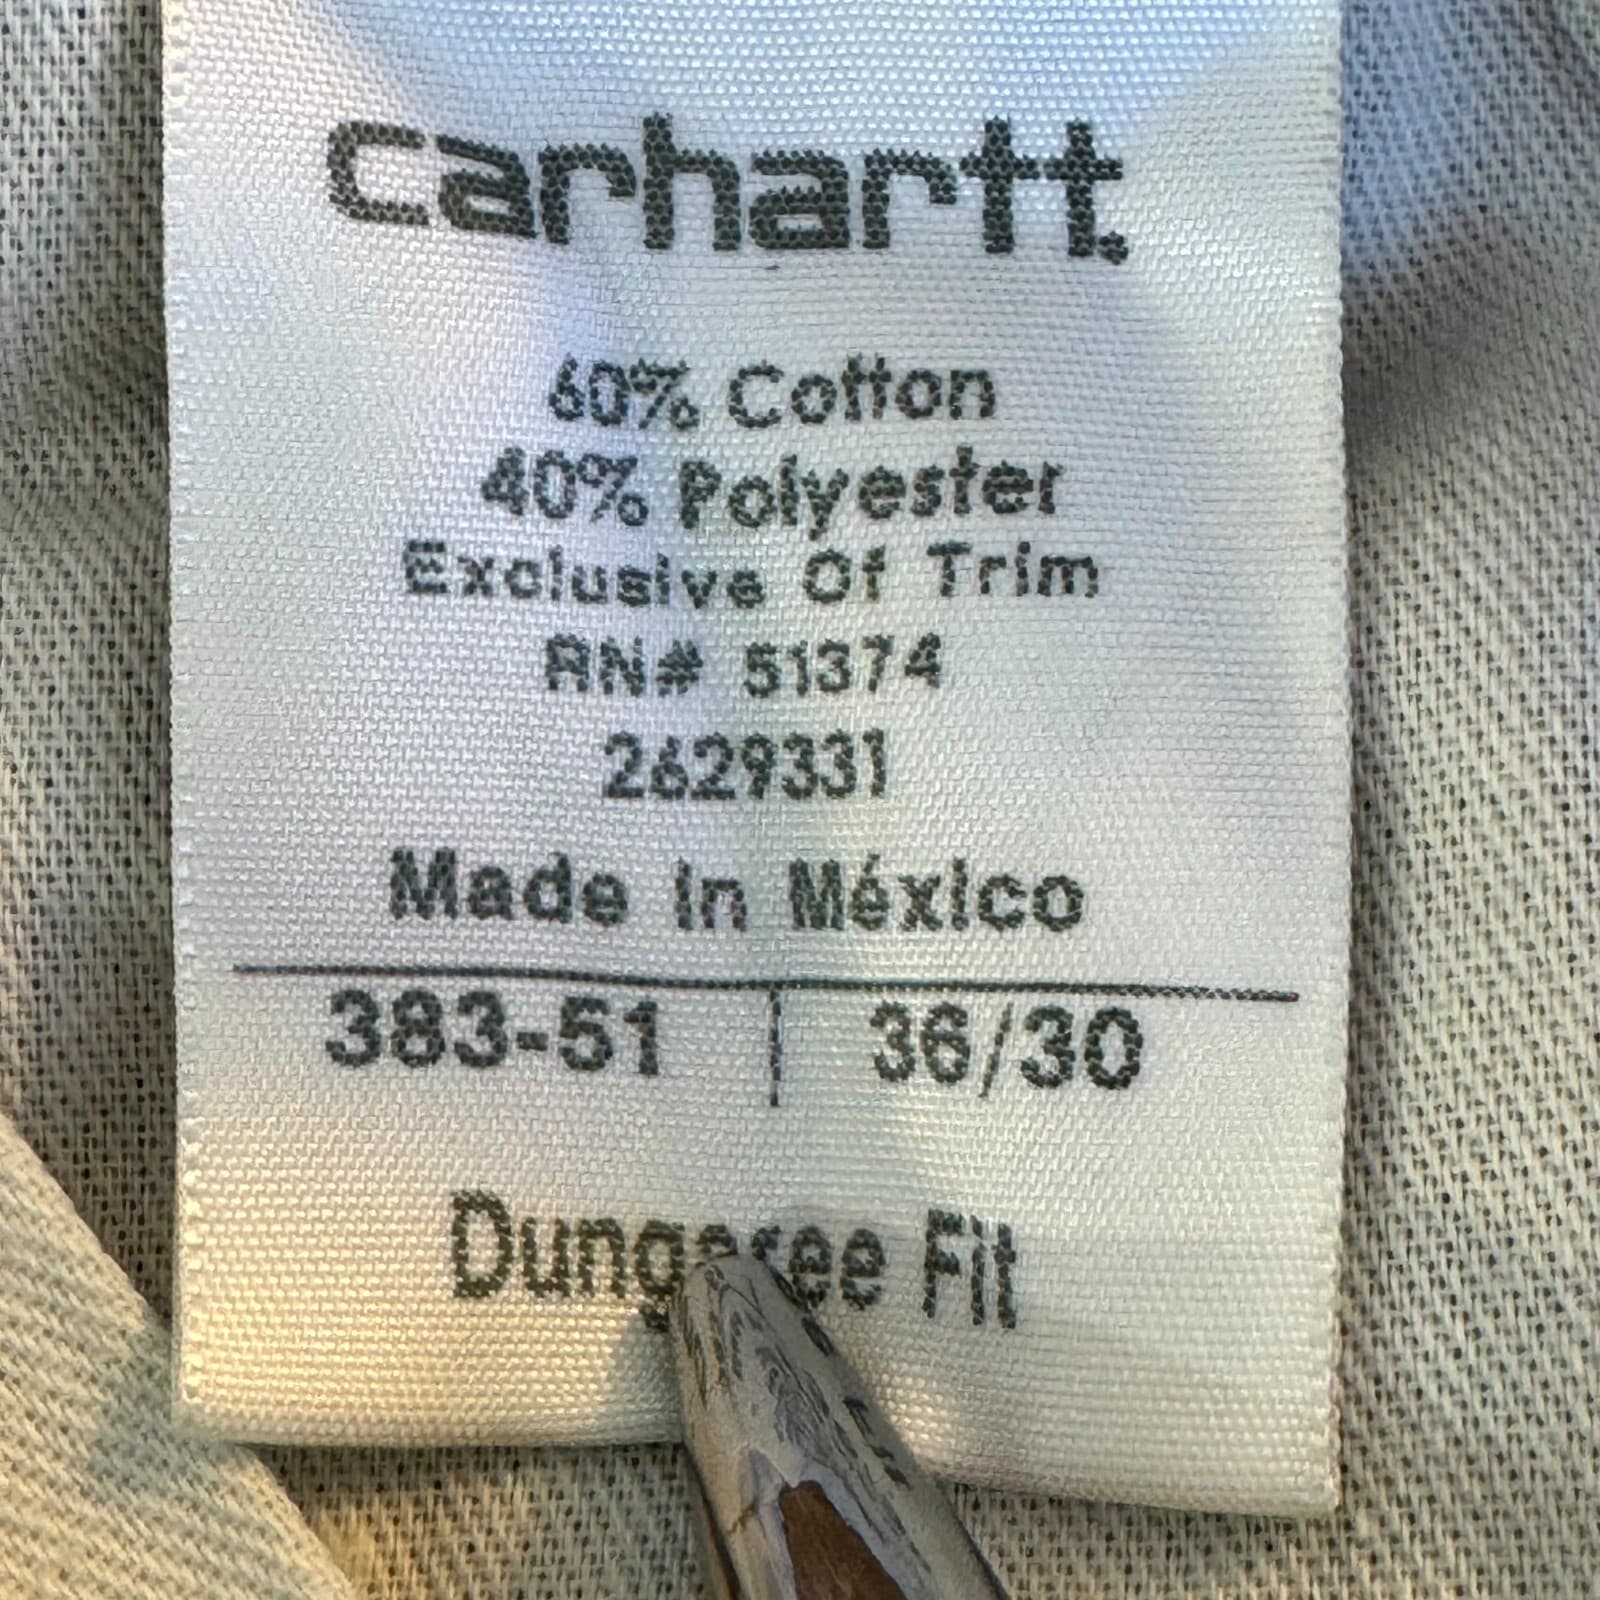 carhartt.
60% Cotton
40% Polyester
Exclusive Of Trim
RN# 51374
2629331
Made in México
383-51 | 36/30
Dungaree Fit